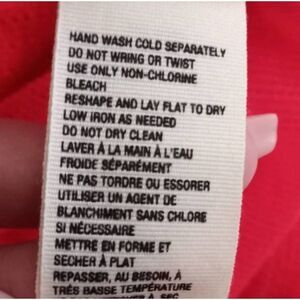 HAND WASH COLD SEPARATELY
DO NOT WRING OR TWIST
USE ONLY NON-CHLORINE
BLEACH
RESHAPE AND LAY FLAT TO DRY
LOW IRON AS NEEDED
DO NOT DRY CLEAN
LAVER À LA MAIN À L'EAU
FROIDE SÉPARÉMENT
NE PAS TORDRE OU ESSORER
UTILISER UN AGENT DE
BLANCHIMENT SANS CHLORE
SI NÉCESSAIRE
METTRE EN FORME ET
SECHER À PLAT
REPASSER, AU BESOIN, À
TRÈS BASSE TEMPÉRATURE
À SEC